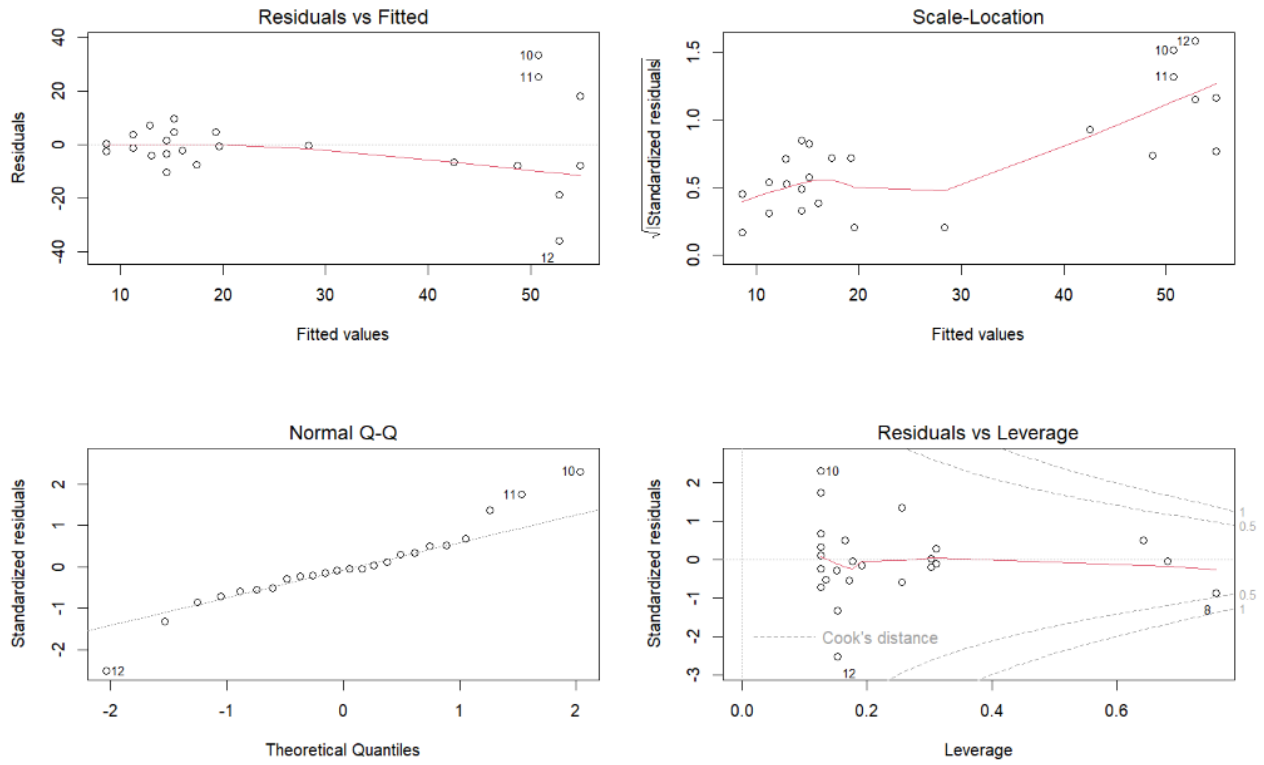 Residuals vs Fitted
Residuals
40
20
0
-20
-40
10
11
12
10 20 30 40 50
Fitted values
Scale-Location
√|Standardized residuals|
1.5
1.0
0.5
0.0
12
10
11
10 20 30 40 50
Fitted values
Normal Q-Q
Standardized residuals
2
1
0
-1
-2
10
11
12
-2 -1 0 1 2
Theoretical Quantiles
Residuals vs Leverage
Standardized residuals
2
1
0
-1
-2
-3
10
1
0.5
0.5
1
8
Cook's distance
12
0.0 0.2 0.4 0.6
Leverage